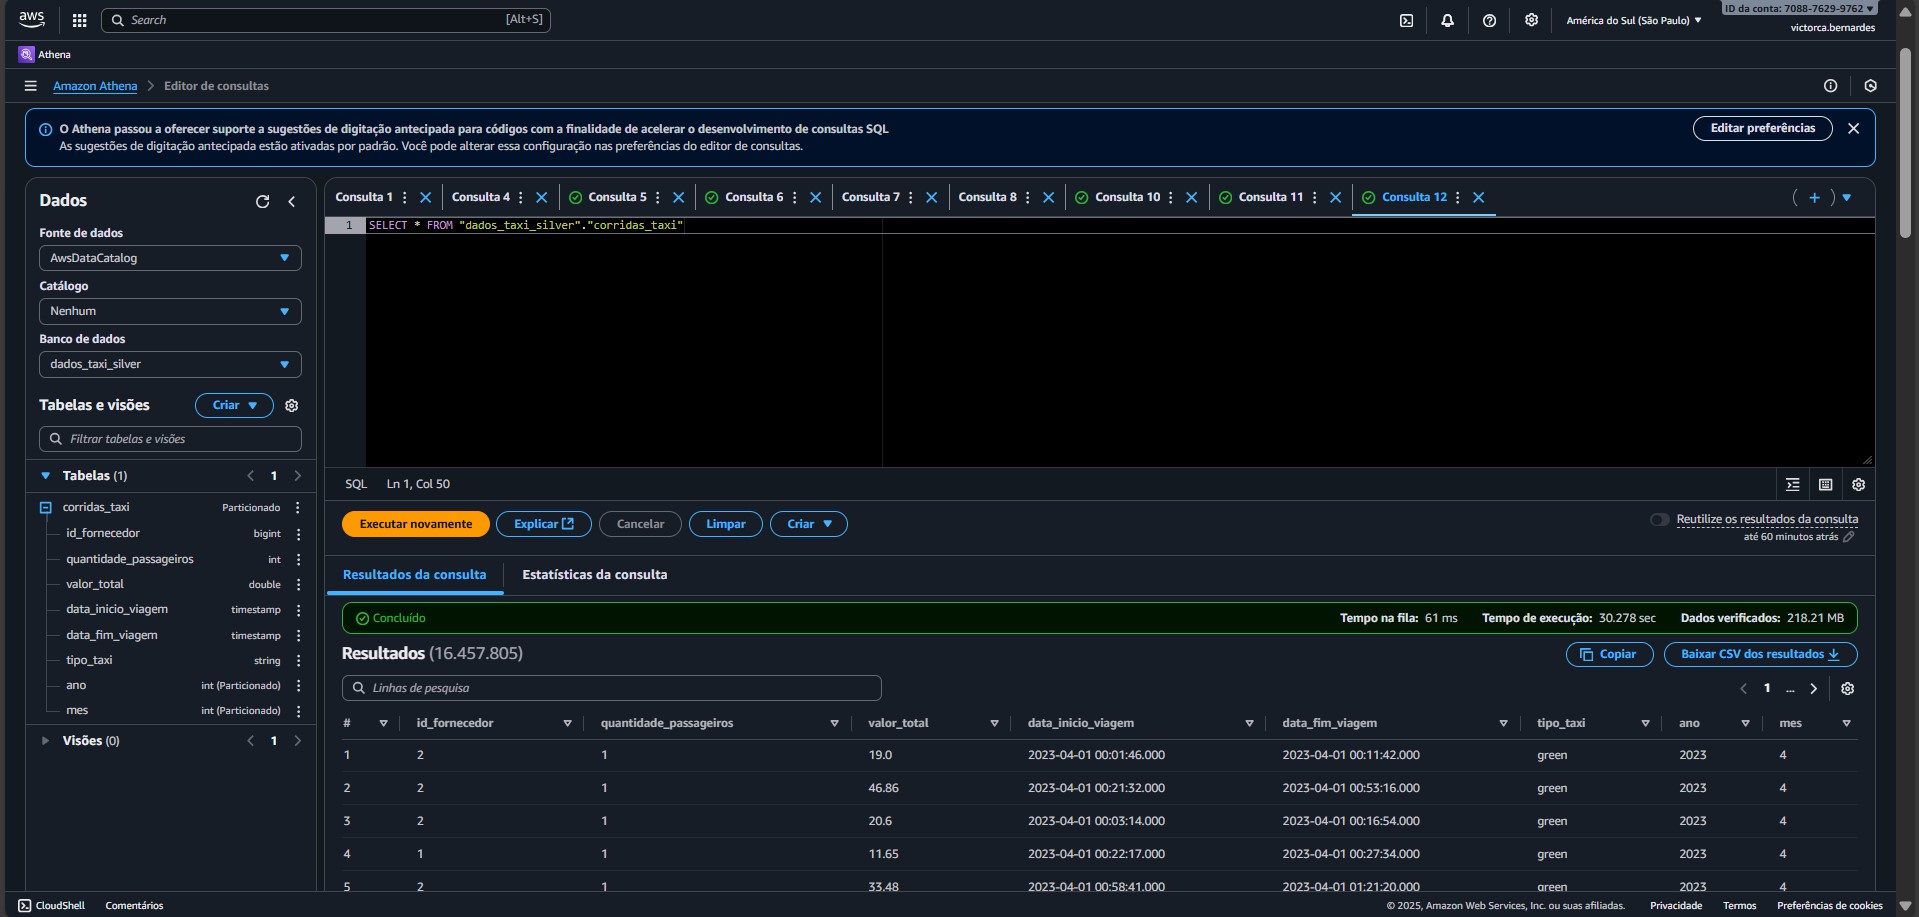 aws
Search [Alt+S]
América do Sul (São Paulo)
ID da conta: 7088-7629-9762
victorca.bernardes
Athena
Amazon Athena > Editor de consultas
O Athena passou a oferecer suporte a sugestões de digitação antecipada para códigos com a finalidade de acelerar o desenvolvimento de consultas SQL
As sugestões de digitação antecipada estão ativadas por padrão. Você pode alterar essa configuração nas preferências do editor de consultas.
Editar preferências
Dados
Fonte de dados
AwsDataCatalog
Catálogo
Nenhum
Banco de dados
dados_taxi_silver
Tabelas e visões
Criar
Filtrar tabelas e visões
Tabelas (1) < 1 >
corridas_taxi Particionado
id_fornecedor bigint
quantidade_passageiros int
valor_total double
data_inicio_viagem timestamp
data_fim_viagem timestamp
tipo_taxi string
ano int (Particionado)
mes int (Particionado)
Visões (0) < 1 >
Consulta 1 Consulta 4 Consulta 5 Consulta 6 Consulta 7 Consulta 8 Consulta 10 Consulta 11 Consulta 12
1 SELECT * FROM "dados_taxi_silver"."corridas_taxi"
SQL Ln 1, Col 50
Executar novamente Explicar Cancelar Limpar Criar
Reutilize os resultados da consulta
até 60 minutos atrás
Resultados da consulta Estatísticas da consulta
Concluído Tempo na fila: 61 ms Tempo de execução: 30.278 sec Dados verificados: 218.21 MB
Resultados (16.457.805)
Copiar Baixar CSV dos resultados
Linhas de pesquisa
< 1 ... >
# id_fornecedor quantidade_passageiros valor_total data_inicio_viagem data_fim_viagem tipo_taxi ano mes
1 2 1 19.0 2023-04-01 00:01:46.000 2023-04-01 00:11:42.000 green 2023 4
2 2 1 46.86 2023-04-01 00:21:32.000 2023-04-01 00:53:16.000 green 2023 4
3 2 1 20.6 2023-04-01 00:03:14.000 2023-04-01 00:16:54.000 green 2023 4
4 1 1 11.65 2023-04-01 00:22:17.000 2023-04-01 00:27:34.000 green 2023 4
5 2 1 33.48 2023-04-01 00:58:41.000 2023-04-01 01:21:20.000 green 2023 4
CloudShell Comentários
© 2025, Amazon Web Services, Inc. ou suas afiliadas. Privacidade Termos Preferências de cookies